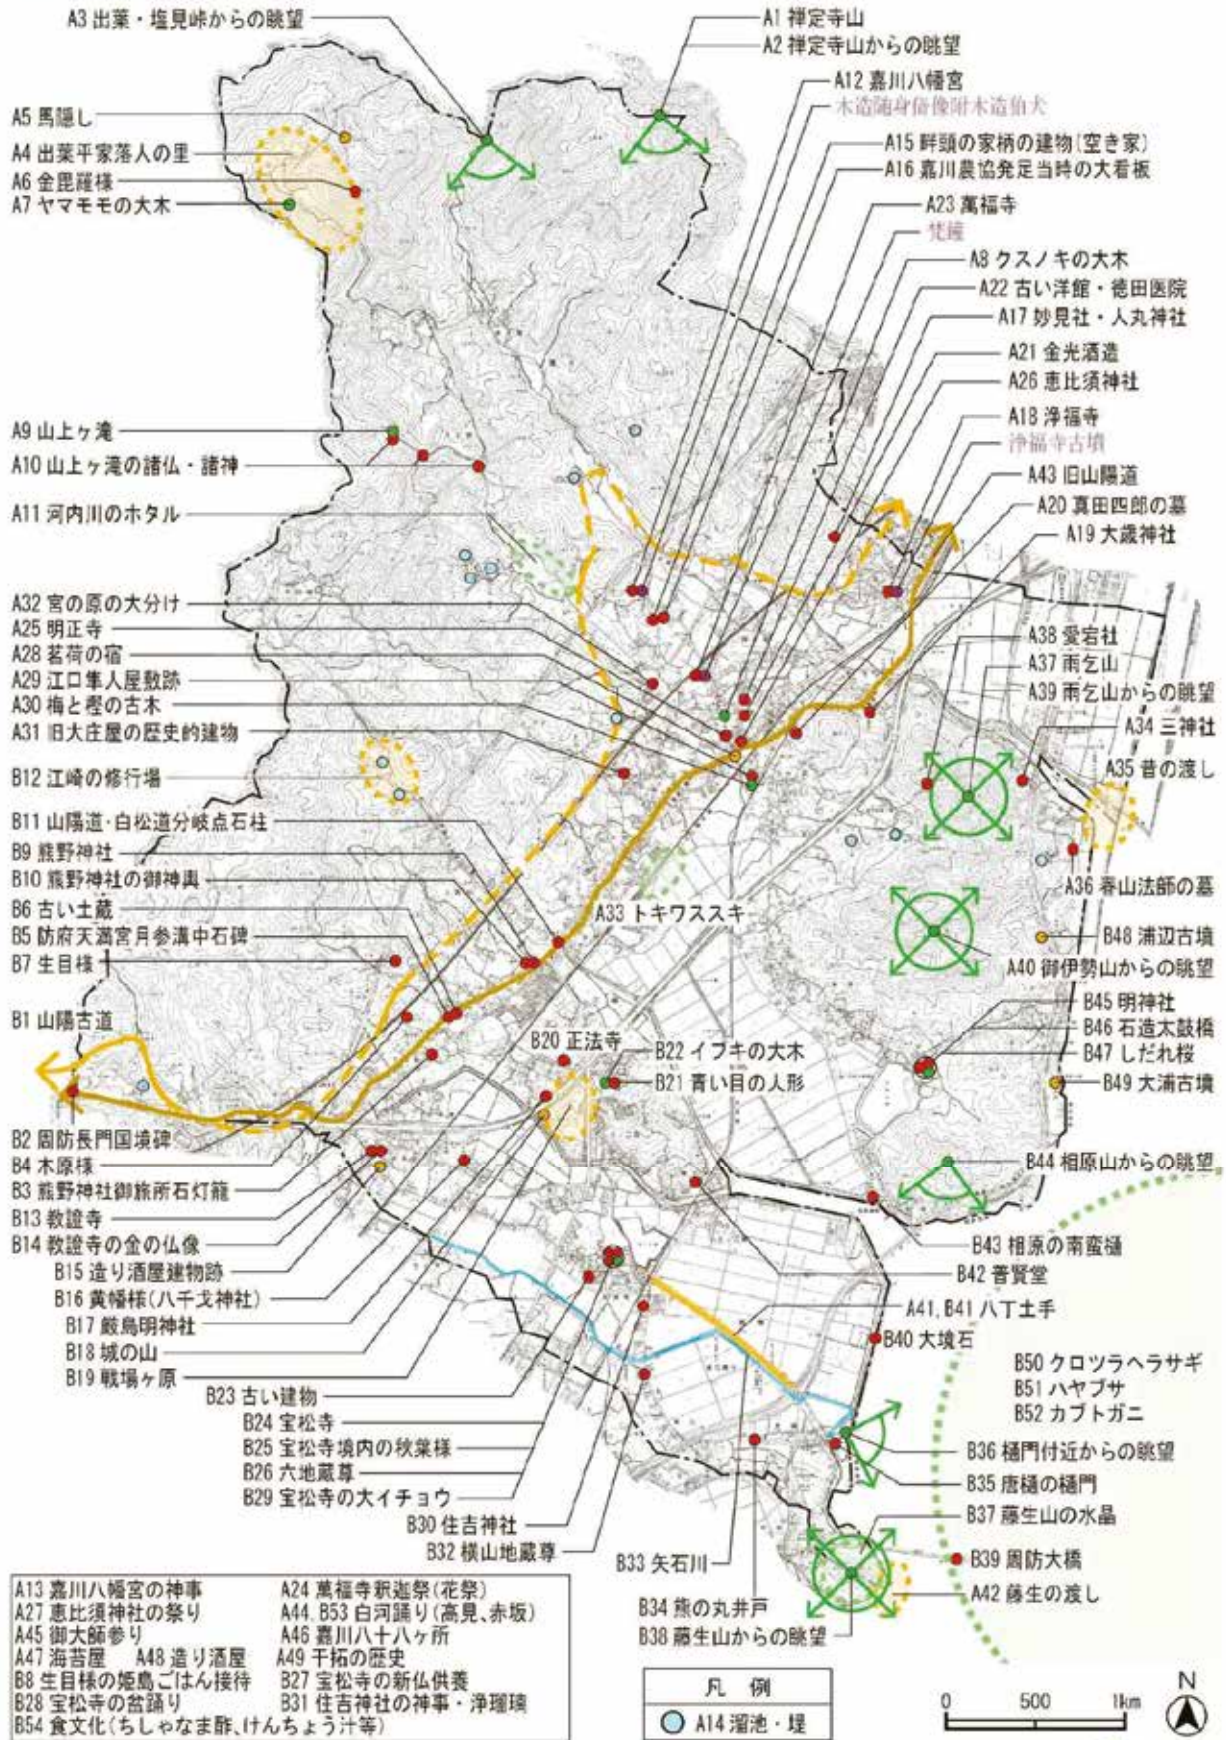 A3 出菜・塩見峠からの眺望
A1 禅定寺山
A2 禅定寺山からの眺望
A12 嘉川八幡宮
木造随身倚像附木造狛犬
A5 馬隠し
A4 出菜平家落人の里
A6 金毘羅様
A7 ヤマモモの大木
A15 畔頭の家柄の建物(空き家)
A16 嘉川農協発足当時の大看板
A23 萬福寺
梵鐘
A8 クスノキの大木
A22 古い洋館・徳田医院
A17 妙見社・人丸神社
A21 金光酒造
A26 恵比須神社
A18 浄福寺
浄福寺古墳
A43 旧山陽道
A20 真田四郎の墓
A19 大歳神社
A9 山上ヶ滝
A10 山上ヶ滝の諸仏・諸神
A11 河内川のホタル
A32 宮の原の大分け
A25 明正寺
A28 茗荷の宿
A29 江口隼人屋敷跡
A30 梅と樫の古木
A31 旧大庄屋の歴史的建物
B12 江崎の修行場
A38 愛宕社
A37 雨乞山
A39 雨乞山からの眺望
A34 三神社
A35 昔の渡し
B11 山陽道・白松道分岐点石柱
B9 熊野神社
B10 熊野神社の御神輿
B6 古い土蔵
B5 防府天満宮月参溝中石碑
B7 生目様
A33 トキワススキ
A36 春山法師の墓
B48 浦辺古墳
A40 御伊勢山からの眺望
B1 山陽古道
B45 明神社
B46 石造太鼓橋
B47 しだれ桜
B49 大浦古墳
B20 正法寺
B22 イブキの大木
B21 青い目の人形
B2 周防長門国境碑
B4 木原様
B3 熊野神社御旅所石灯籠
B13 教證寺
B14 教證寺の金の仏像
B15 造り酒屋建物跡
B16 黄幡様(八千戈神社)
B17 厳島明神社
B18 城の山
B19 戦場ヶ原
B44 相原山からの眺望
B43 相原の南蛮樋
B42 普賢堂
A41, B41 八丁土手
B40 大境石
B50 クロツラヘラサギ
B51 ハヤブサ
B52 カブトガニ
B23 古い建物
B24 宝松寺
B25 宝松寺境内の秋葉様
B26 六地蔵尊
B29 宝松寺の大イチョウ
B30 住吉神社
B32 横山地蔵尊
B36 樋門付近からの眺望
B35 唐樋の樋門
B37 藤生山の水晶
B39 周防大橋
A42 藤生の渡し
B33 矢石川
B34 熊の丸井戸
B38 藤生山からの眺望
A13 嘉川八幡宮の神事 A24 萬福寺釈迦祭(花祭)
A27 恵比須神社の祭り A44, B53 白河踊り(高見、赤坂)
A45 御大師参り A46 嘉川八十八ヶ所
A47 海苔屋 A48 造り酒屋 A49 干拓の歴史
B8 生目様の姫島ごはん接待 B27 宝松寺の新仏供養
B28 宝松寺の盆踊り B31 住吉神社の神事・浄瑠璃
B54 食文化(ちしゃなま酢、けんちょう汁等)
凡 例
A14 溜池・堤
0 500 1km
N